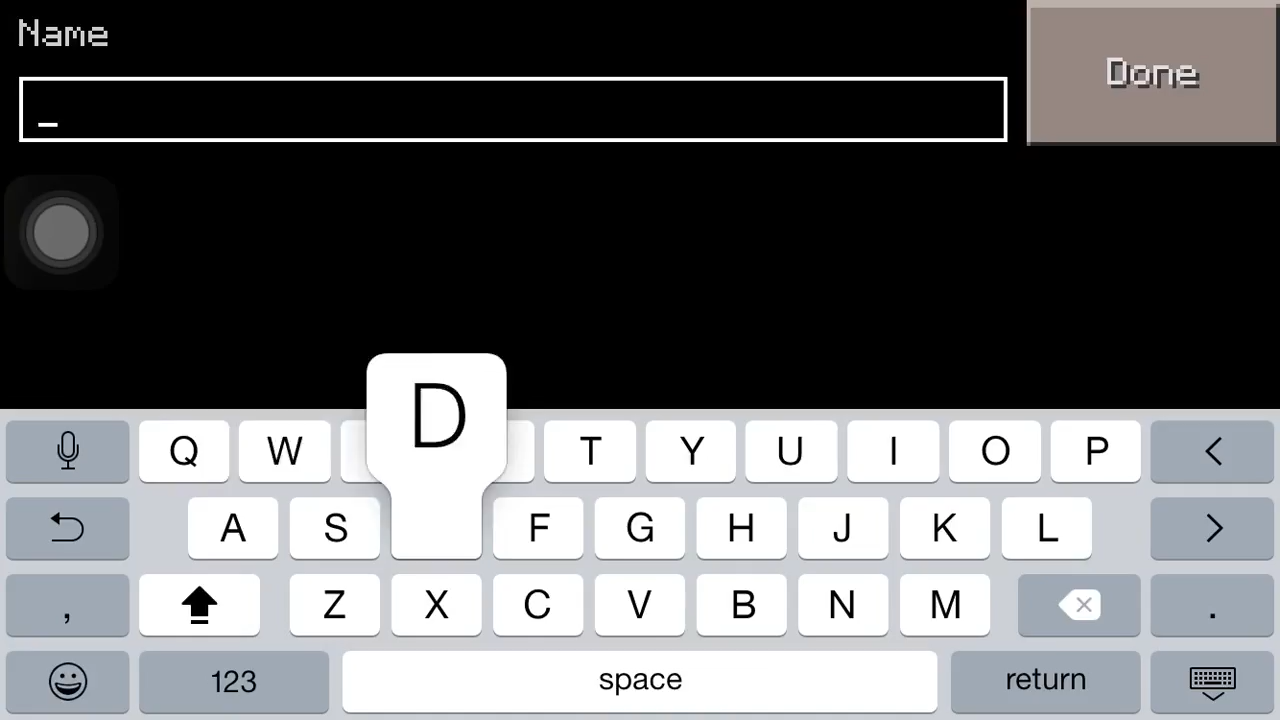 Name
Done
_
D
Q W T Y U I O P <
A S F G H J K L >
, Z X C V B N M .
123 space return